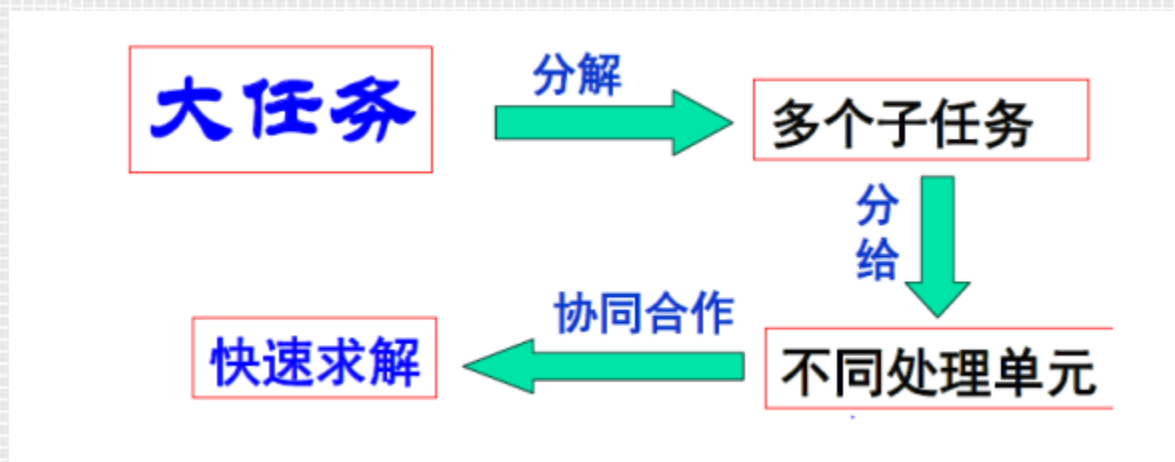 大任务
分解
多个子任务
分
给
不同处理单元
协同合作
快速求解